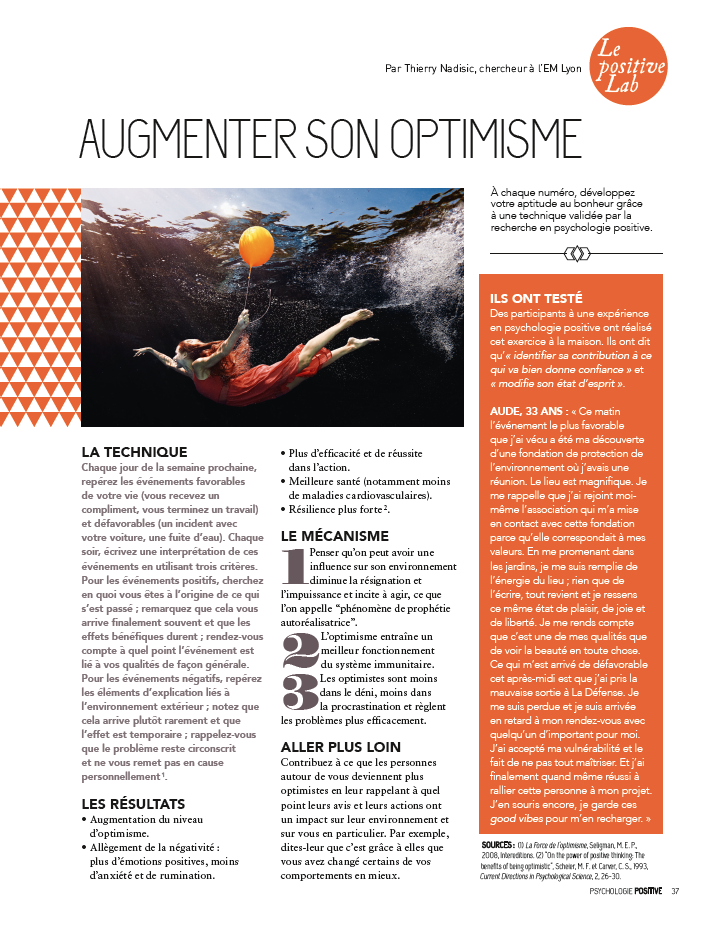 Par Thierry Nadisic, chercheur à l'EM Lyon
Le
positive
Lab
AUGMENTER SON OPTIMISME
À chaque numéro, développez
votre aptitude au bonheur grâce
à une technique validée par la
recherche en psychologie positive.
LA TECHNIQUE
Chaque jour de la semaine prochaine,
repérez les événements favorables
de votre vie (vous recevez un
compliment, vous terminez un travail)
et défavorables (un incident avec
votre voiture, une fuite d'eau). Chaque
soir, écrivez une interprétation de ces
événements en utilisant trois critères.
Pour les événements positifs, cherchez
en quoi vous êtes à l'origine de ce qui
s'est passé ; remarquez que cela vous
arrive finalement souvent et que les
effets bénéfiques durent ; rendez-vous
compte à quel point l'événement est
lié à vos qualités de façon générale.
Pour les événements négatifs, repérez
les éléments d'explication liés à
l'environnement extérieur ; notez que
cela arrive plutôt rarement et que
l'effet est temporaire ; rappelez-vous
que le problème reste circonscrit
et ne vous remet pas en cause
personnellement¹.
LES RÉSULTATS
• Augmentation du niveau
d'optimisme.
• Allègement de la négativité :
plus d'émotions positives, moins
d'anxiété et de rumination.
• Plus d'efficacité et de réussite
dans l'action.
• Meilleure santé (notamment moins
de maladies cardiovasculaires).
• Résilience plus forte².
LE MÉCANISME
1 Penser qu'on peut avoir une
influence sur son environnement
diminue la résignation et
l'impuissance et incite à agir, ce que
l'on appelle “phénomène de prophétie
autoréalisatrice”.
2 L'optimisme entraîne un
meilleur fonctionnement
du système immunitaire.
3 Les optimistes sont moins
dans le déni, moins dans
la procrastination et règlent
les problèmes plus efficacement.
ALLER PLUS LOIN
Contribuez à ce que les personnes
autour de vous deviennent plus
optimistes en leur rappelant à quel
point leurs avis et leurs actions ont
un impact sur leur environnement et
sur vous en particulier. Par exemple,
dites-leur que c'est grâce à elles que
vous avez changé certains de vos
comportements en mieux.
ILS ONT TESTÉ
Des participants à une expérience
en psychologie positive ont réalisé
cet exercice à la maison. Ils ont dit
qu'« identifier sa contribution à ce
qui va bien donne confiance » et
« modifie son état d'esprit ».
AUDE, 33 ANS : « Ce matin
l'événement le plus favorable
que j'ai vécu a été ma découverte
d'une fondation de protection de
l'environnement où j'avais une
réunion. Le lieu est magnifique. Je
me rappelle que j'ai rejoint moi-
même l'association qui m'a mise
en contact avec cette fondation
parce qu'elle correspondait à mes
valeurs. En me promenant dans
les jardins, je me suis remplie de
l'énergie du lieu ; rien que de
l'écrire, tout revient et je ressens
ce même état de plaisir, de joie et
de liberté. Je me rends compte
que c'est une de mes qualités que
de voir la beauté en toute chose.
Ce qui m'est arrivé de défavorable
cet après-midi est que j'ai pris la
mauvaise sortie à La Défense. Je
me suis perdue et je suis arrivée
en retard à mon rendez-vous avec
quelqu'un d'important pour moi.
J'ai accepté ma vulnérabilité et le
fait de ne pas tout maîtriser. Et j'ai
finalement quand même réussi à
rallier cette personne à mon projet.
J'en souris encore, je garde ces
good vibes pour m'en recharger. »
SOURCES : (1) La Force de l'optimisme, Seligman, M. E. P.,
2008, Intereditions. (2) "On the power of positive thinking: The
benefits of being optimistic", Scheier, M. F. et Carver, C. S., 1993,
Current Directions in Psychological Science, 2, 26-30.
PSYCHOLOGIE POSITIVE 37